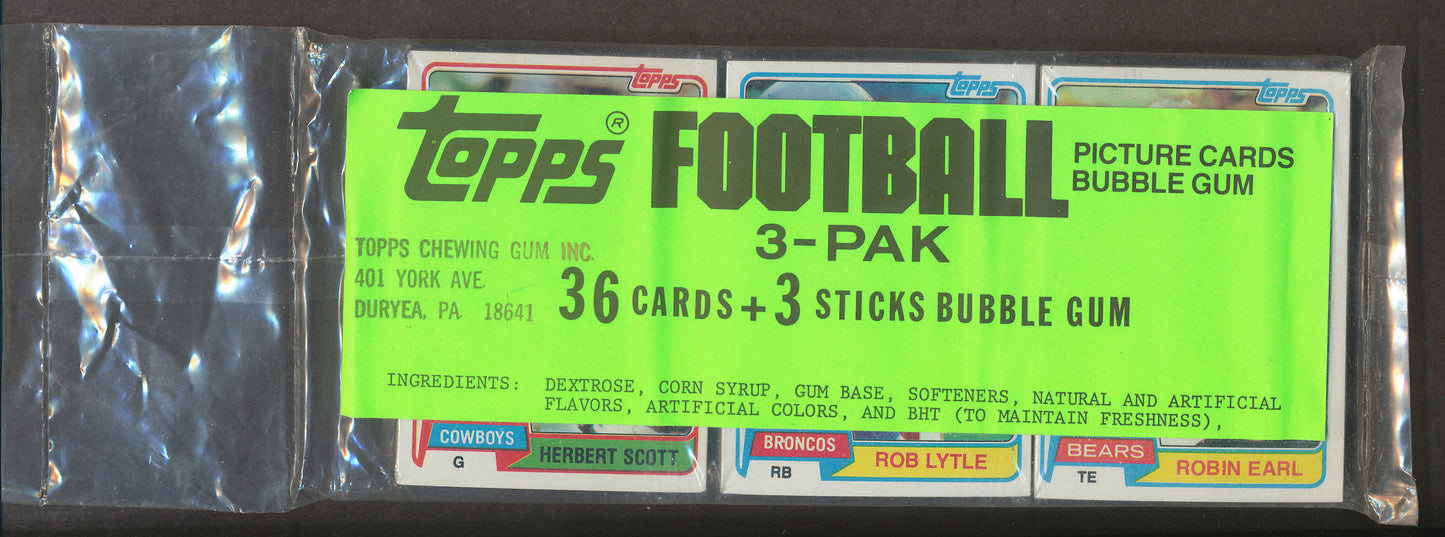 TOPPS
TOPPS
TOPPS
TOPPS® FOOTBALL PICTURE CARDS
BUBBLE GUM
3-PAK
TOPPS CHEWING GUM INC.
401 YORK AVE.
DURYEA, PA. 18641
36 CARDS + 3 STICKS BUBBLE GUM
INGREDIENTS: DEXTROSE, CORN SYRUP, GUM BASE, SOFTENERS, NATURAL AND ARTIFICIAL
FLAVORS, ARTIFICIAL COLORS, AND BHT (TO MAINTAIN FRESHNESS),
COWBOYS
G
HERBERT SCOTT
BRONCOS
RB
ROB LYTLE
BEARS
TE
ROBIN EARL